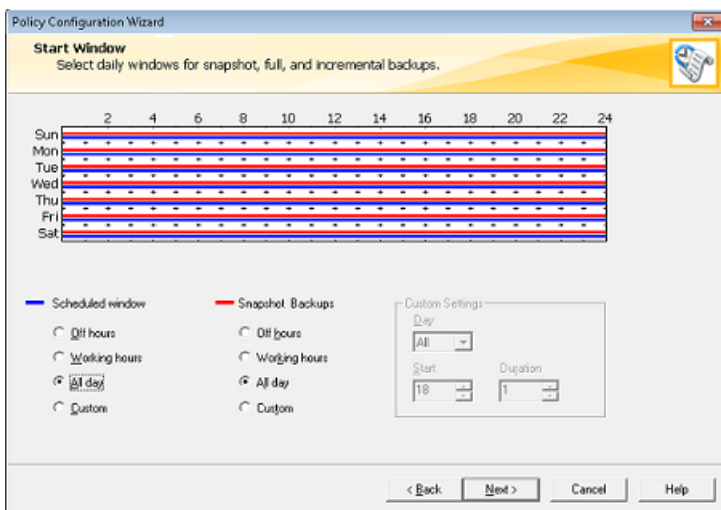 Policy Configuration Wizard
Start Window
Select daily windows for snapshot, full, and incremental backups.
2 4 6 8 10 12 14 16 18 20 22 24
Sun
Mon
Tue
Wed
Thu
Fri
Sat
Scheduled window Snapshot Backups Custom Settings
Off hours Off hours Day
All
Working hours Working hours
Start Duration
All day All day 18 1
Custom Custom
< Back Next > Cancel Help